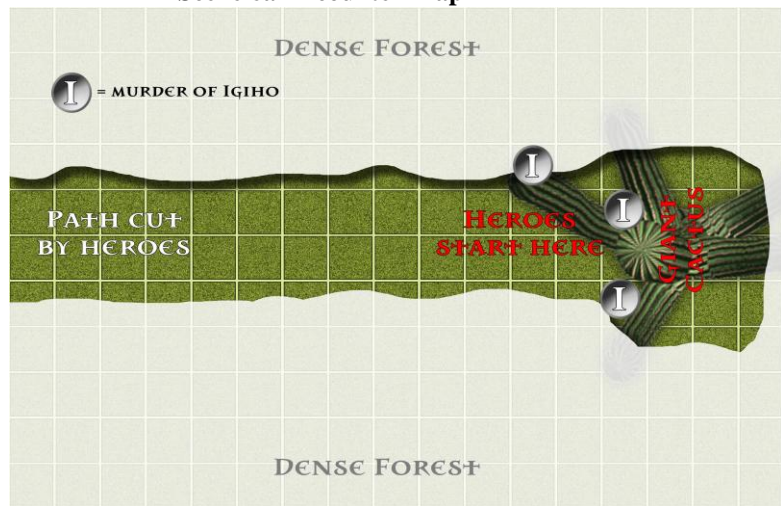 DENSE FOREST
I = MURDER OF IGIHO
I
I
PATH CUT
BY HEROES
HEROES
START HERE
GIANT
CACTUS
I
DENSE FOREST